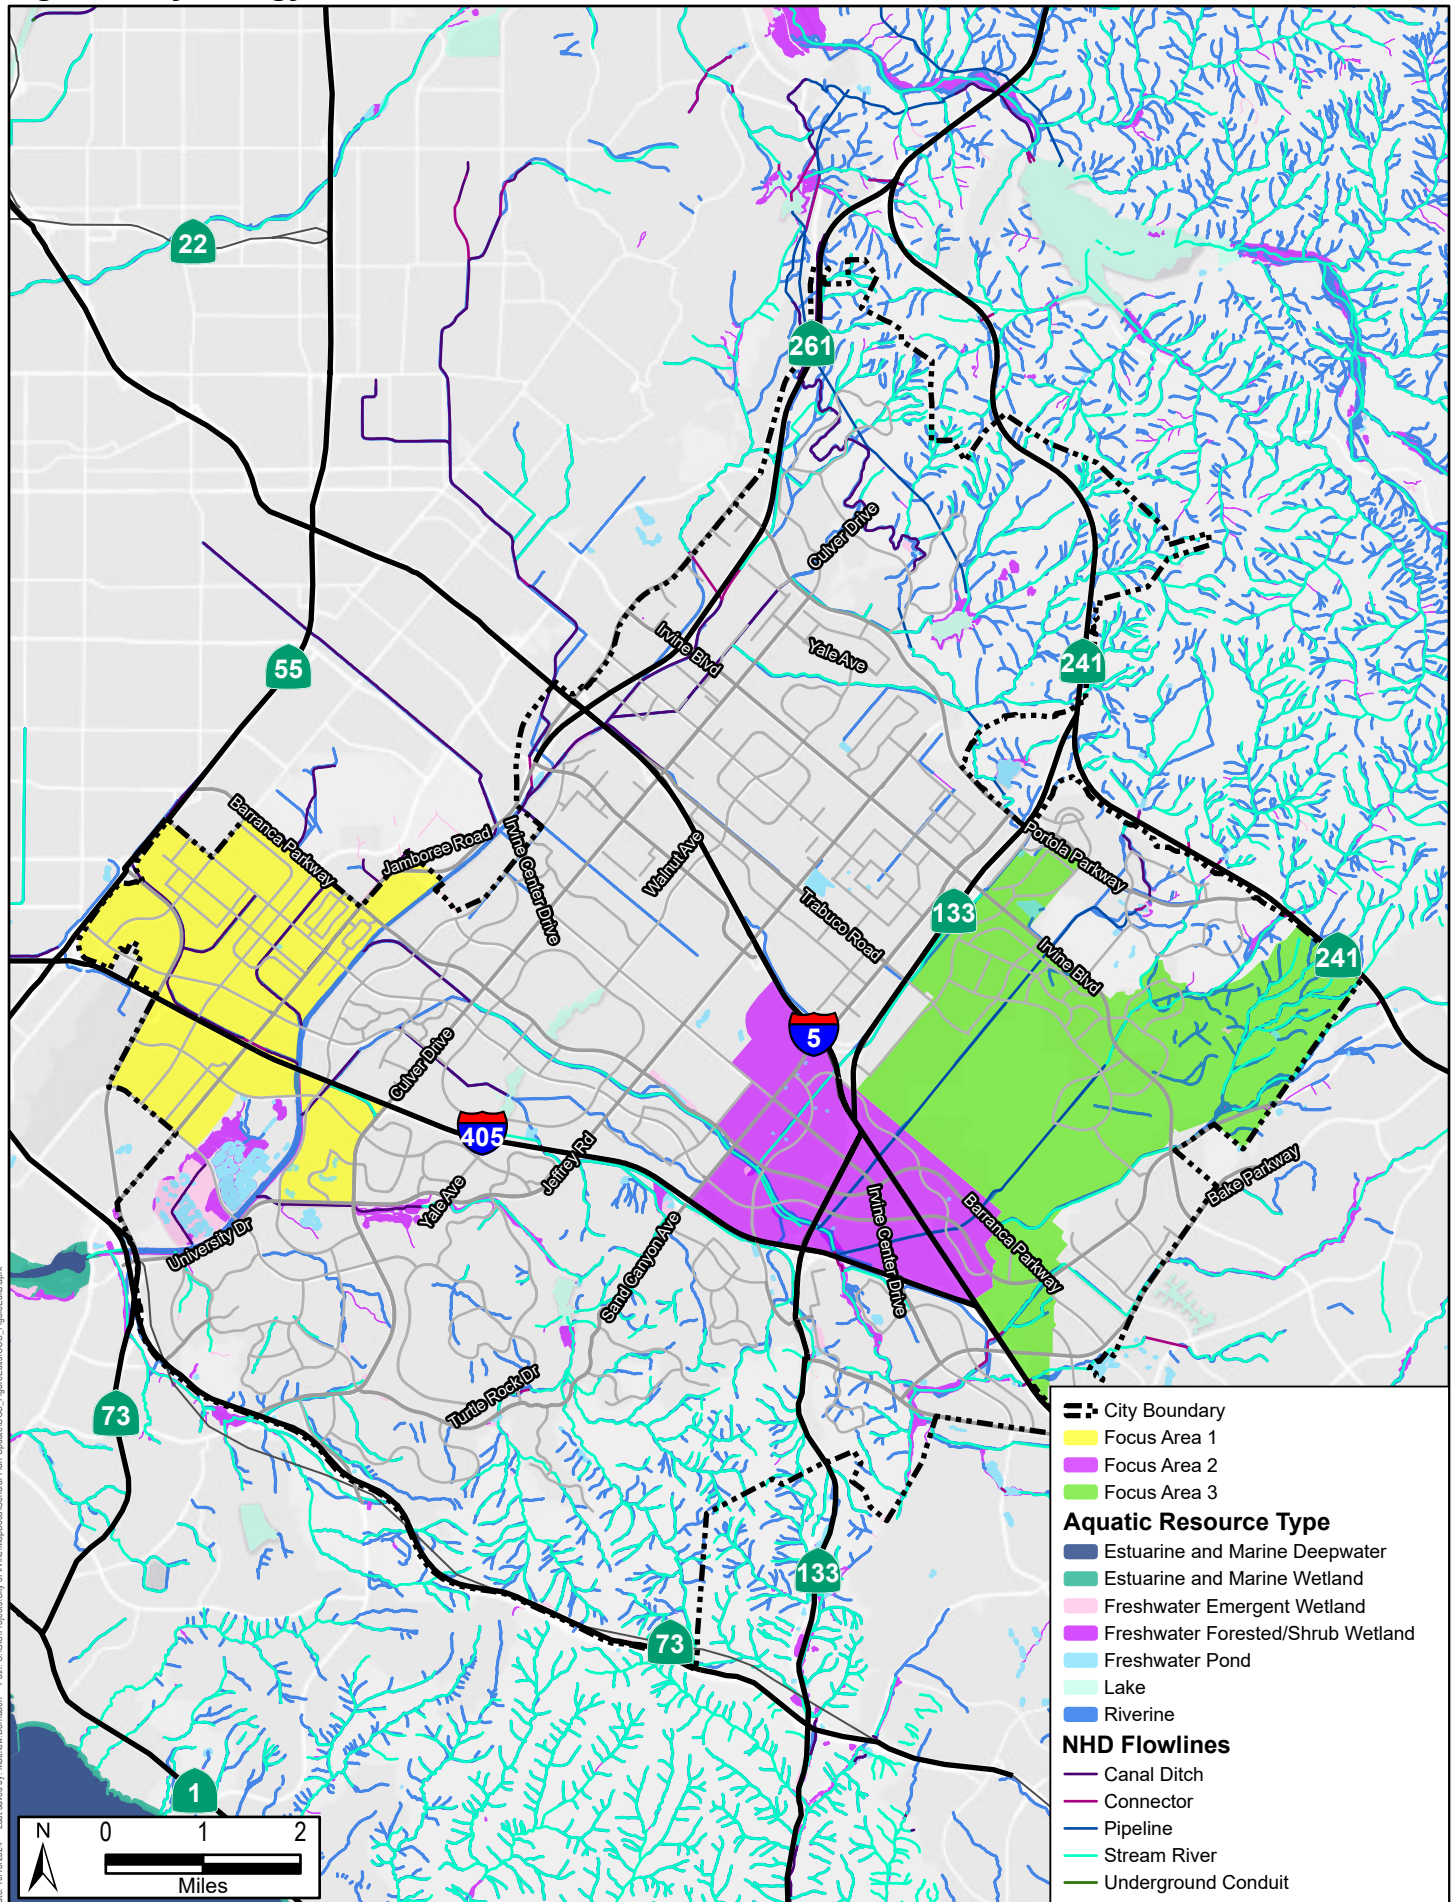 22
261
Culver Drive
Irvine Blvd
Yale Ave
55
241
Barranca Parkway
Jamboree Road
Irvine Center Drive
Walnut Ave
Portola Parkway
Trabuco Road
133
Irvine Blvd
241
5
Culver Drive
405
Jeffrey Rd
Bake Parkway
Yale Ave
University Dr
Sand Canyon Ave
Irvine Center Drive
Barranca Parkway
73
Turtle Rock Dr
133
73
1
N
0 1 2
Miles
City Boundary
Focus Area 1
Focus Area 2
Focus Area 3
Aquatic Resource Type
Estuarine and Marine Deepwater
Estuarine and Marine Wetland
Freshwater Emergent Wetland
Freshwater Forested/Shrub Wetland
Freshwater Pond
Lake
Riverine
NHD Flowlines
Canal Ditch
Connector
Pipeline
Stream River
Underground Conduit